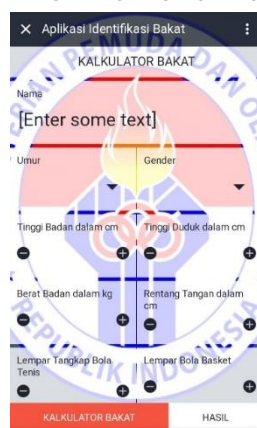 Aplikasi Identifikasi Bakat
KALKULATOR BAKAT
Nama
[Enter some text]
Umur
Gender
Tinggi Badan dalam cm
Tinggi Duduk dalam cm
Berat Badan dalam kg
Rentang Tangan dalam
cm
Lempar Tangkap Bola
Tenis
Lempar Bola Basket
KALKULATOR BAKAT
HASIL